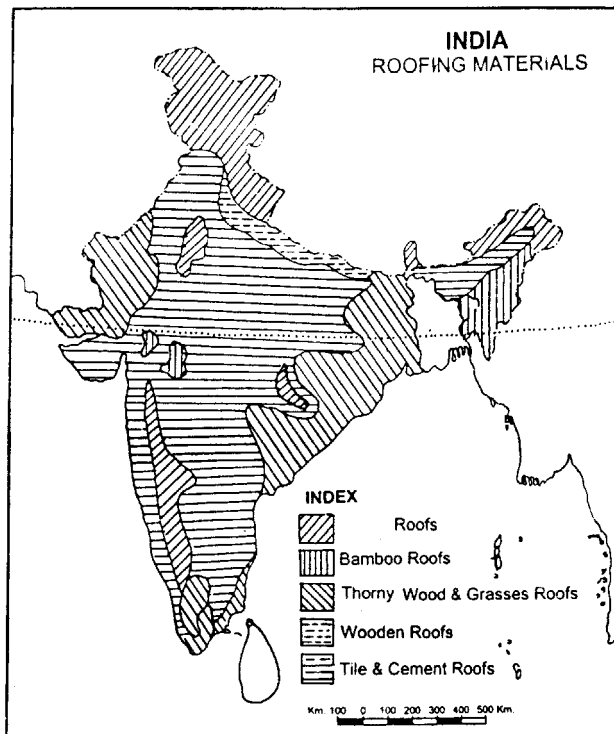 INDIA
ROOFING MATERIALS
INDEX
Roofs
Bamboo Roofs
Thorny Wood & Grasses Roofs
Wooden Roofs
Tile & Cement Roofs
Km. 100 0 100 200 300 400 500 Km.